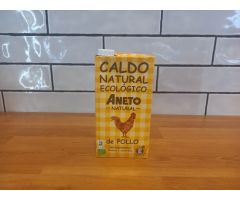 CALDO
NATURAL
ECOLÓGICO
ANETO
NATURAL
de POLLO